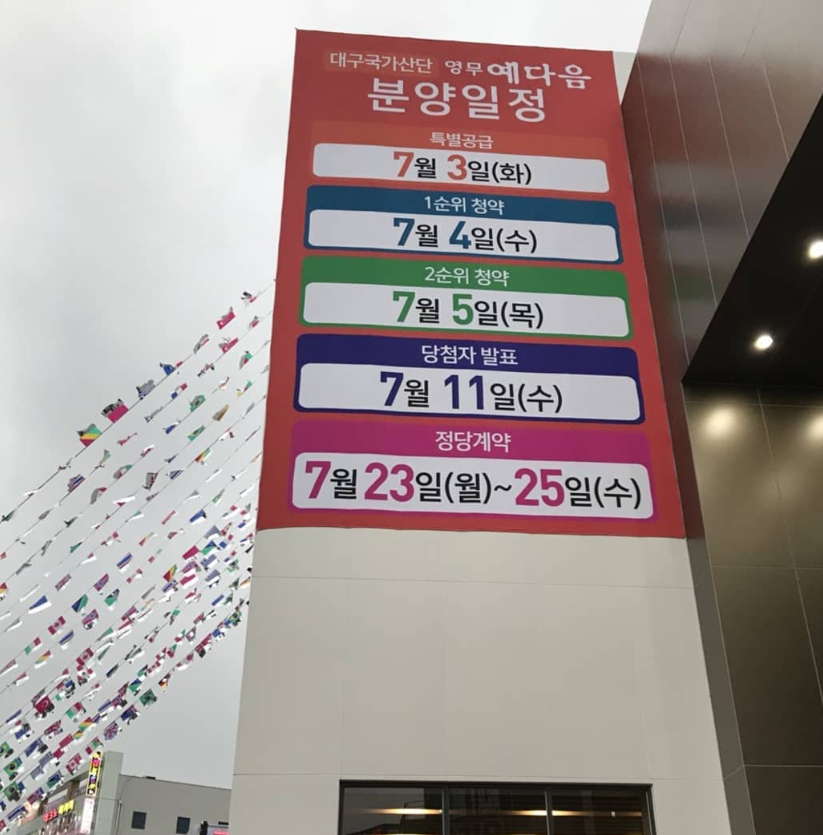 대구국가산단 영무예다음
분양일정
특별공급
7월 3일(화)
1순위 청약
7월 4일(수)
2순위 청약
7월 5일(목)
당첨자 발표
7월 11일(수)
정당계약
7월 23일(월)~25일(수)